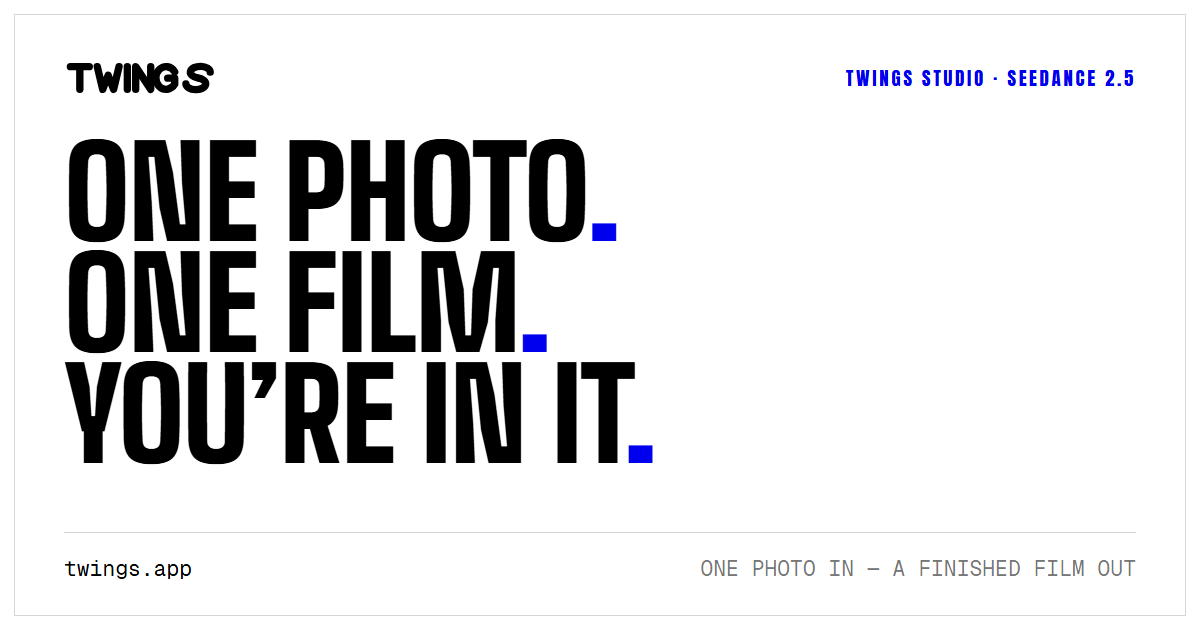 TWINGS
TWINGS STUDIO · SEEDANCE 2.5
ONE PHOTO.
ONE FILM.
YOU’RE IN IT.
twings.app
ONE PHOTO IN — A FINISHED FILM OUT